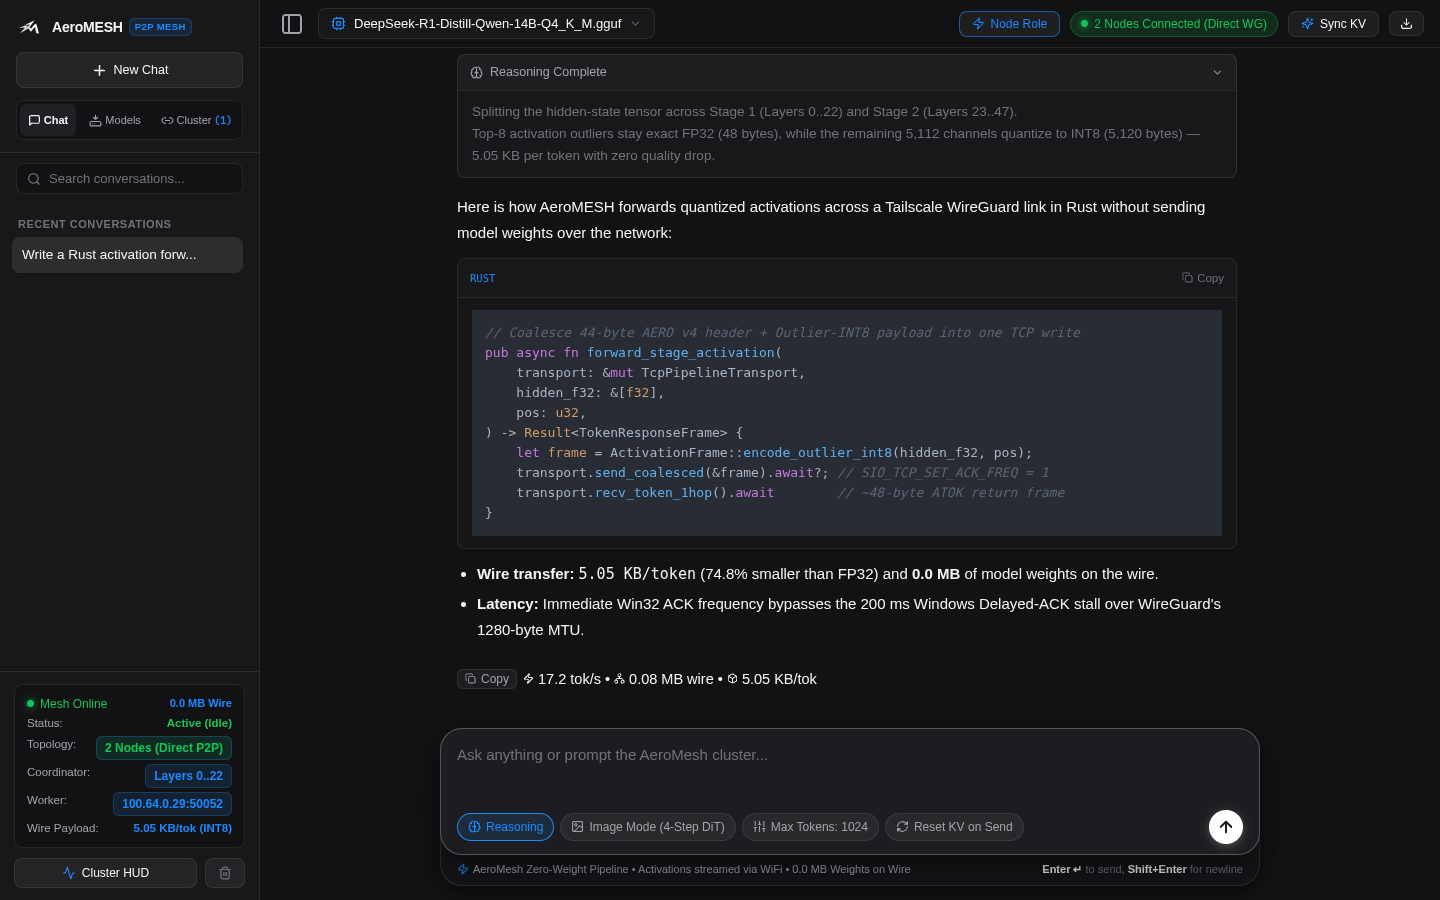 AeroMESH P2P MESH
New Chat
Chat Models Cluster (1)
Search conversations...
RECENT CONVERSATIONS
Write a Rust activation forw...
Mesh Online 0.0 MB Wire
Status: Active (Idle)
Topology: 2 Nodes (Direct P2P)
Coordinator: Layers 0..22
Worker: 100.64.0.29:50052
Wire Payload: 5.05 KB/tok (INT8)
Cluster HUD
DeepSeek-R1-Distill-Qwen-14B-Q4_K_M.gguf
Node Role
2 Nodes Connected (Direct WG)
Sync KV
Reasoning Complete
Splitting the hidden-state tensor across Stage 1 (Layers 0..22) and Stage 2 (Layers 23..47).
Top-8 activation outliers stay exact FP32 (48 bytes), while the remaining 5,112 channels quantize to INT8 (5,120 bytes) —
5.05 KB per token with zero quality drop.
Here is how AeroMESH forwards quantized activations across a Tailscale WireGuard link in Rust without sending
model weights over the network:
RUST Copy
// Coalesce 44-byte AERO v4 header + Outlier-INT8 payload into one TCP write
pub async fn forward_stage_activation(
    transport: &mut TcpPipelineTransport,
    hidden_f32: &[f32],
    pos: u32,
) -> Result<TokenResponseFrame> {
    let frame = ActivationFrame::encode_outlier_int8(hidden_f32, pos);
    transport.send_coalesced(&frame).await?; // SIO_TCP_SET_ACK_FREQ = 1
    transport.recv_token_1hop().await        // ~48-byte ATOK return frame
}
• Wire transfer: 5.05 KB/token (74.8% smaller than FP32) and 0.0 MB of model weights on the wire.
• Latency: Immediate Win32 ACK frequency bypasses the 200 ms Windows Delayed-ACK stall over WireGuard's
1280-byte MTU.
Copy 17.2 tok/s • 0.08 MB wire • 5.05 KB/tok
Ask anything or prompt the AeroMesh cluster...
Reasoning Image Mode (4-Step DiT) Max Tokens: 1024 Reset KV on Send
AeroMesh Zero-Weight Pipeline • Activations streamed via WiFi • 0.0 MB Weights on Wire
Enter ↵ to send, Shift+Enter for newline